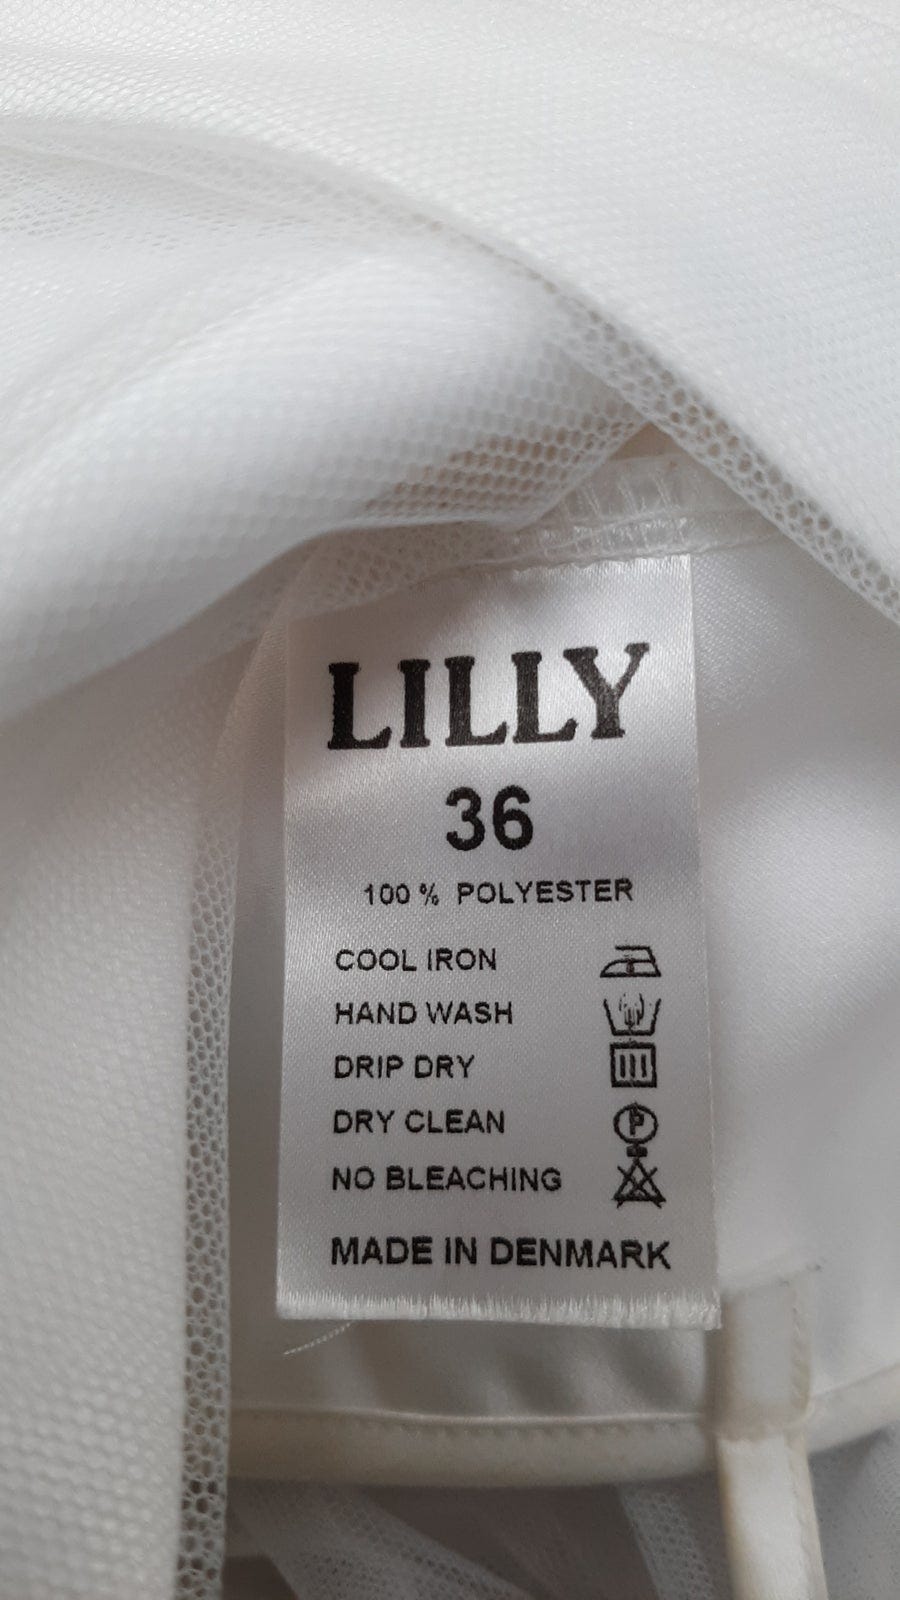 LILLY
36
100 % POLYESTER
COOL IRON
HAND WASH
DRIP DRY
DRY CLEAN P
NO BLEACHING
MADE IN DENMARK